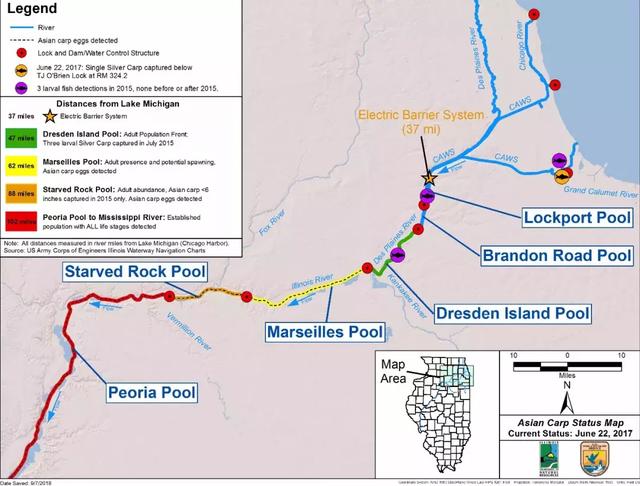 Legend
River
Asian carp eggs detected
Lock and Dam/Water Control Structure
June 22, 2017: Single Silver Carp captured below
TJ O'Brien Lock at RM 324.2
3 larval fish detections in 2015, none before or after 2015.
Distances from Lake Michigan
37 miles Electric Barrier System
47 miles Dresden Island Pool: Adult Population Front:
Three larval Silver Carp captured in July 2015
62 miles Marseilles Pool: Adult presence and potential spawning,
Asian carp eggs detected
88 miles Starved Rock Pool: Adult abundance, Asian carp <6
inches captured in 2015 only. Asian carp eggs detected
Peoria Pool to Mississippi River: Established
population with ALL life stages detected
Note: All distances measured in river miles from Lake Michigan (Chicago Harbor).
Source: US Army Corps of Engineers Illinois Waterway Navigation Charts
Des Plaines River
Chicago River
CAWS
Electric Barrier System
(37 mi)
CAWS
CAWS
Flow
Grand Calumet River
Lockport Pool
Brandon Road Pool
Des Plaines River
Fox River
Kankakee River
Dresden Island Pool
Starved Rock Pool
Illinois River
Flow
Flow
Marseilles Pool
Vermillion River
Peoria Pool
Flow
Map
Area
10 0 10
Miles
N
Asian Carp Status Map
Current Status: June 22, 2017
ILLINOIS
NATURAL
RESOURCES
Date Saved: 9/7/2018